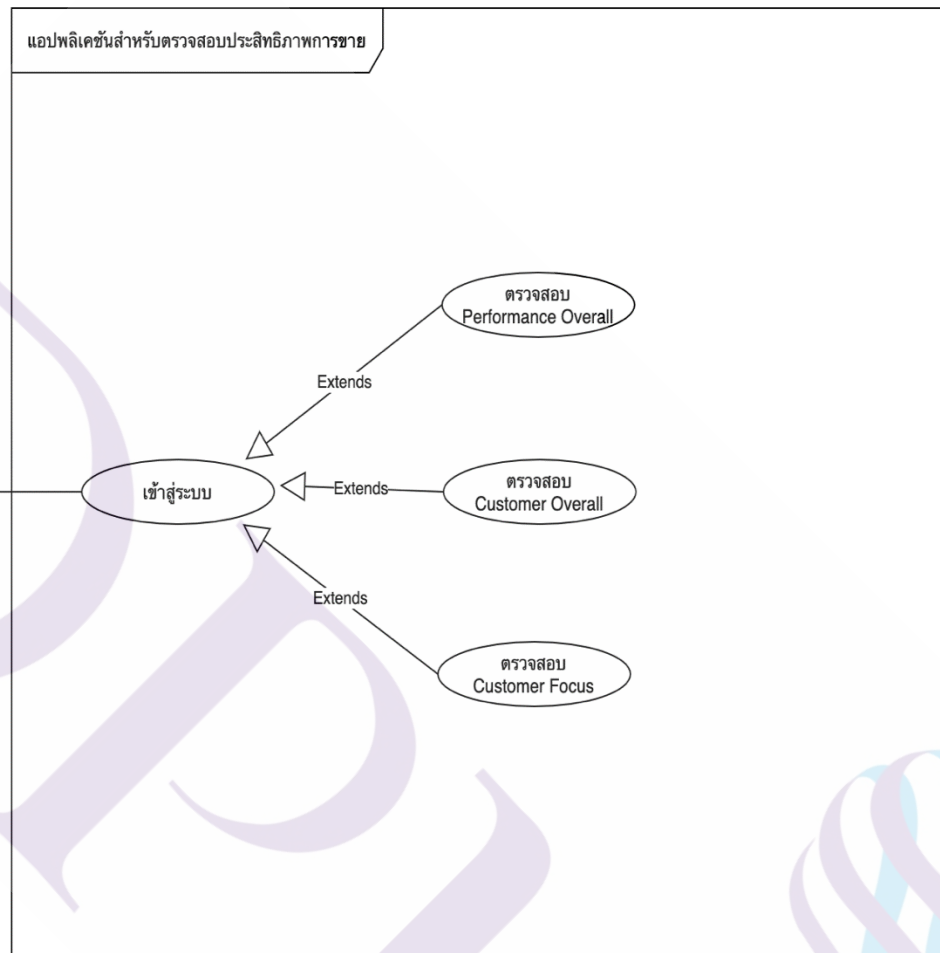 แอปพลิเคชันสำหรับตรวจสอบประสิทธิภาพการขาย
ตรวจสอบ
Performance Overall
Extends
เข้าสู่ระบบ
Extends
ตรวจสอบ
Customer Overall
Extends
ตรวจสอบ
Customer Focus